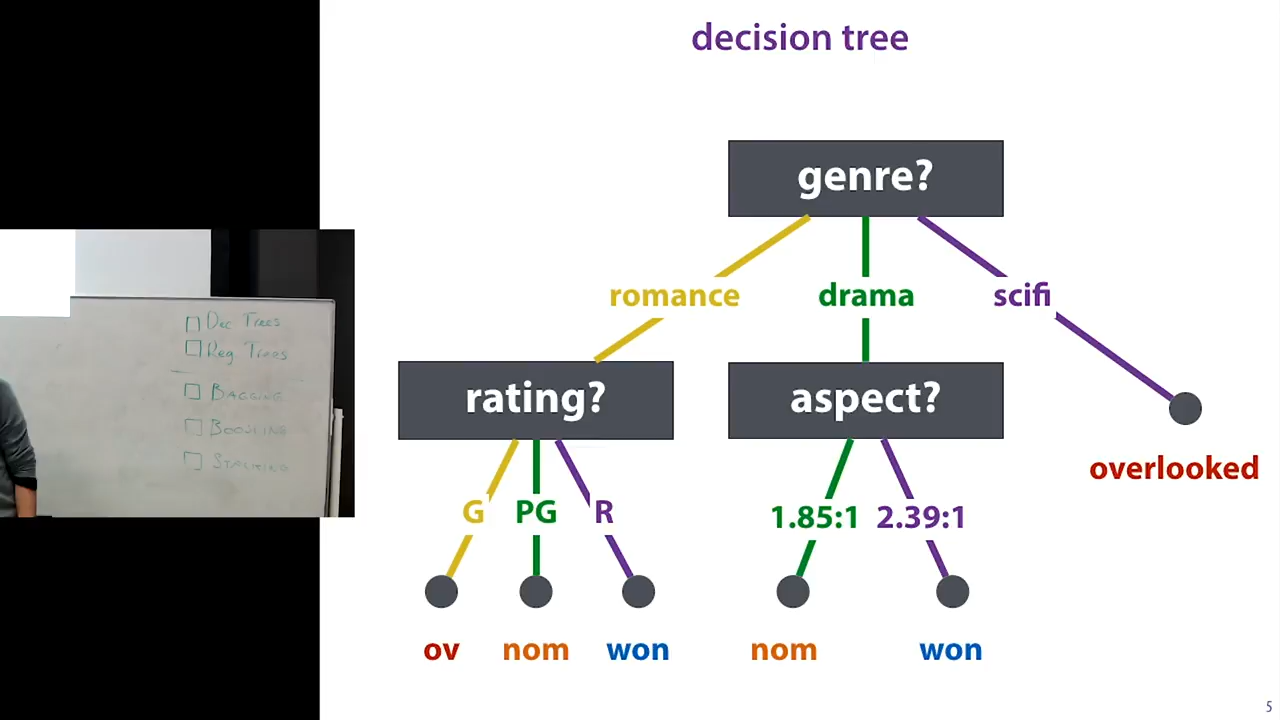 decision tree
genre?
romance drama scifi
rating? aspect?
overlooked
G PG R 1.85:1 2.39:1
ov nom won nom won
5
Dec Trees
Reg Trees
BAGGING
BOOSTING
STACKING